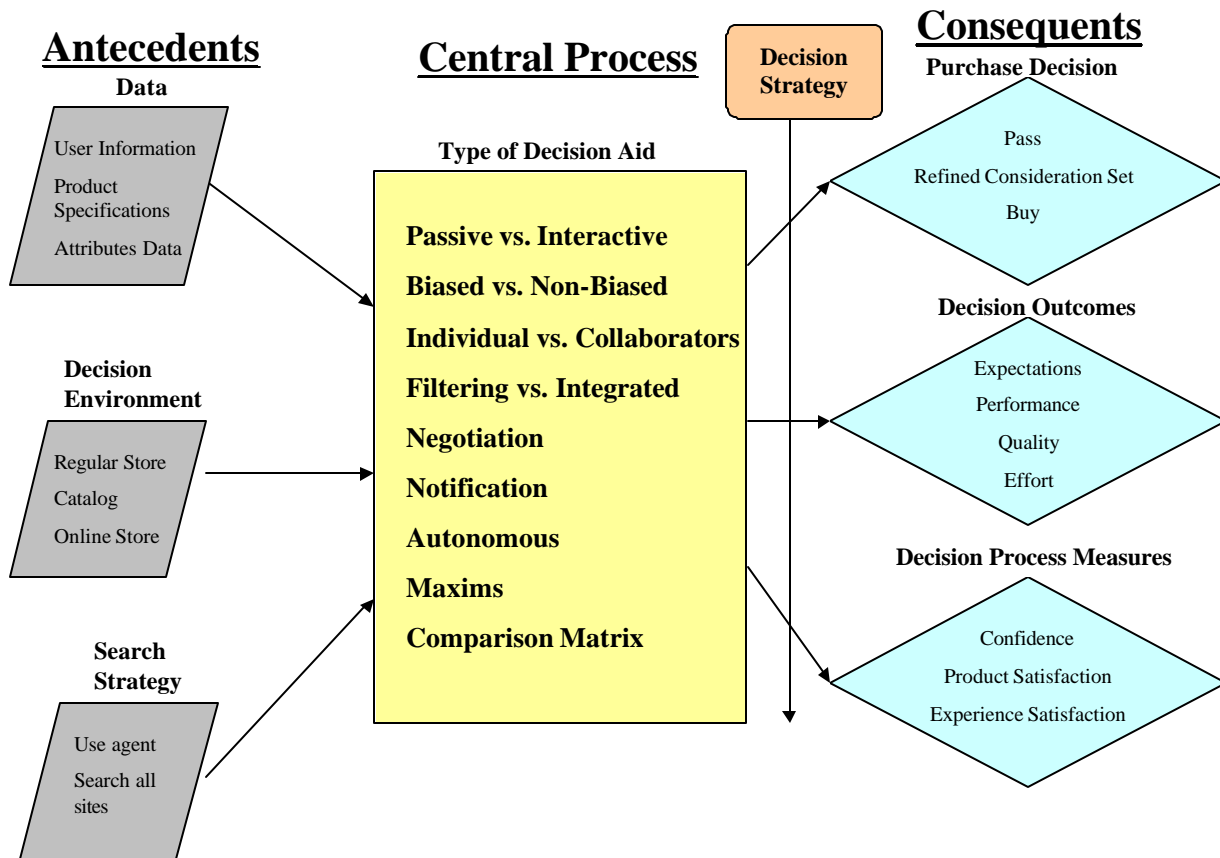 Antecedents
Data
User Information
Product
Specifications
Attributes Data
Decision
Environment
Regular Store
Catalog
Online Store
Search
Strategy
Use agent
Search all
sites
Central Process
Type of Decision Aid
Passive vs. Interactive
Biased vs. Non-Biased
Individual vs. Collaborators
Filtering vs. Integrated
Negotiation
Notification
Autonomous
Maxims
Comparison Matrix
Decision
Strategy
Consequents
Purchase Decision
Pass
Refined Consideration Set
Buy
Decision Outcomes
Expectations
Performance
Quality
Effort
Decision Process Measures
Confidence
Product Satisfaction
Experience Satisfaction